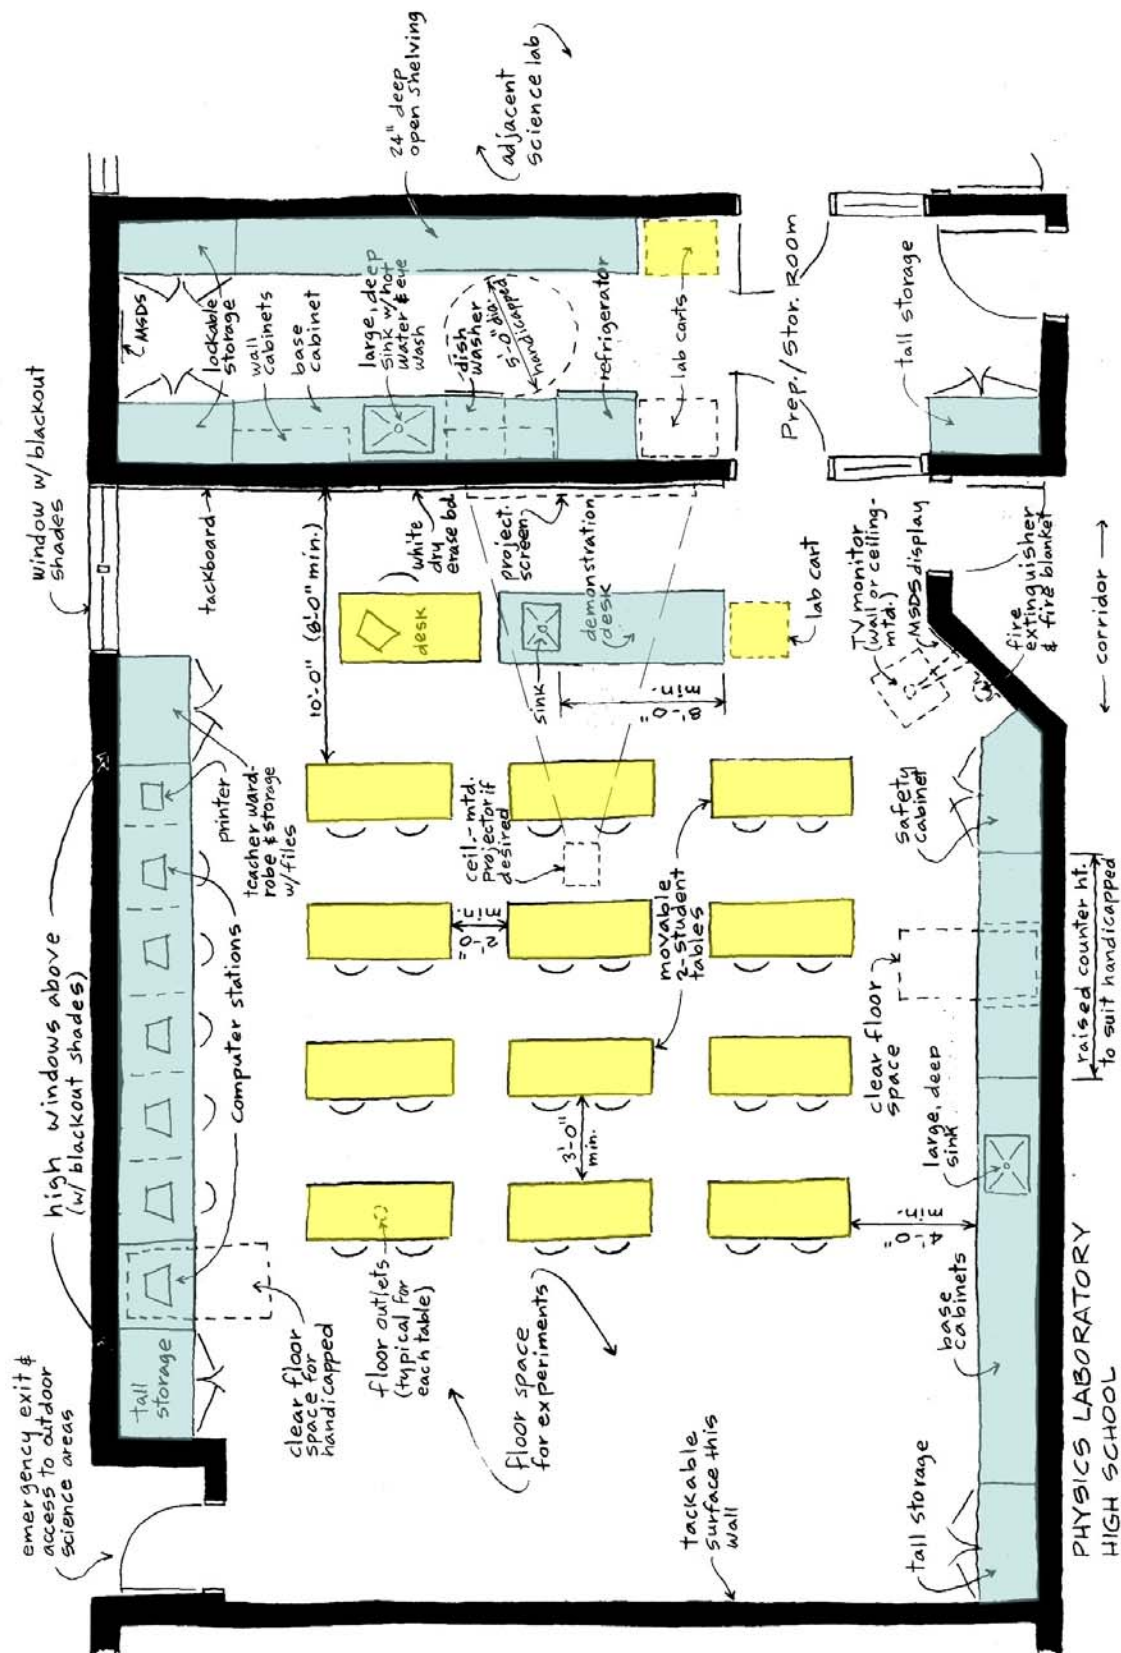 emergency exit &
access to outdoor
science areas
high windows above
(w/ blackout shades)
window w/blackout
shades
MSDS
lockable
storage
wall
cabinets
base
cabinet
large, deep
sink w/hot
water & eye
wash
dish
washer
5'-0" dia.
handicapped
refrigerator
lab carts
24" deep
open shelving
adjacent
science lab
Prep./Stor. ROOM
tall storage
tackboard
10'-0" (8'-0" min.)
white
dry
erase bd.
project.
screen
desk
sink
demonstration
desk
8'-0"
min.
lab cart
TV monitor
(wall or ceiling-
mtd.)
MSDS display
fire
extinguisher
& fire blanket
corridor
printer
teacher ward-
robe & storage
w/files
computer stations
ceil.-mtd.
projector if
desired
2'-0"
min.
movable
2-student
tables
safety
cabinet
clear floor
space
raised counter ht.
to suit handicapped
3'-0"
min.
large, deep
sink
4'-0"
min.
base
cabinets
tall
storage
clear floor
space for
handicapped
floor outlets
(typical for
each table)
floor space
for experiments
tackable
surface this
wall
tall storage
PHYSICS LABORATORY
HIGH SCHOOL